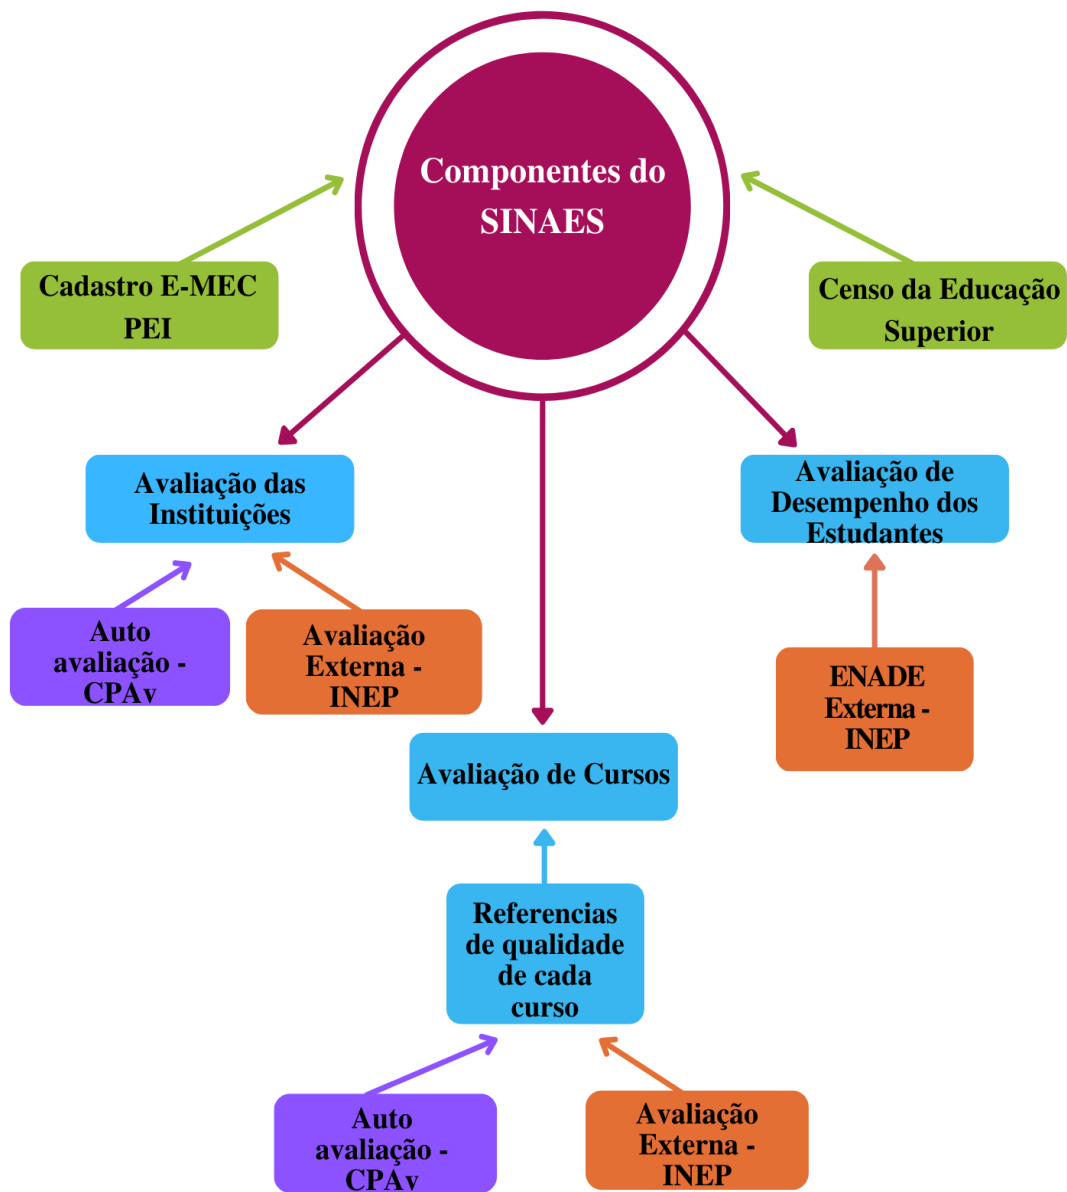 Componentes do
SINAES
Cadastro E-MEC
PEI
Censo da Educação
Superior
Avaliação das
Instituições
Avaliação de
Desempenho dos
Estudantes
Auto
avaliação -
CPAv
Avaliação
Externa -
INEP
ENADE
Externa -
INEP
Avaliação de Cursos
Referencias
de qualidade
de cada
curso
Auto
avaliação -
CPAv
Avaliação
Externa -
INEP